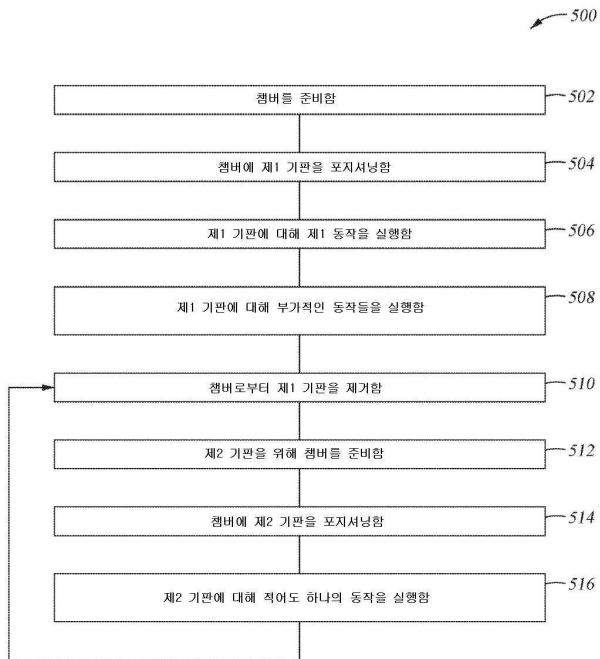 500
챔버를 준비함
502
챔버에 제1 기판을 포지셔닝함
504
제1 기판에 대해 제1 동작을 실행함
506
제1 기판에 대해 부가적인 동작들을 실행함
508
챔버로부터 제1 기판을 제거함
510
제2 기판을 위해 챔버를 준비함
512
챔버에 제2 기판을 포지셔닝함
514
제2 기판에 대해 적어도 하나의 동작을 실행함
516